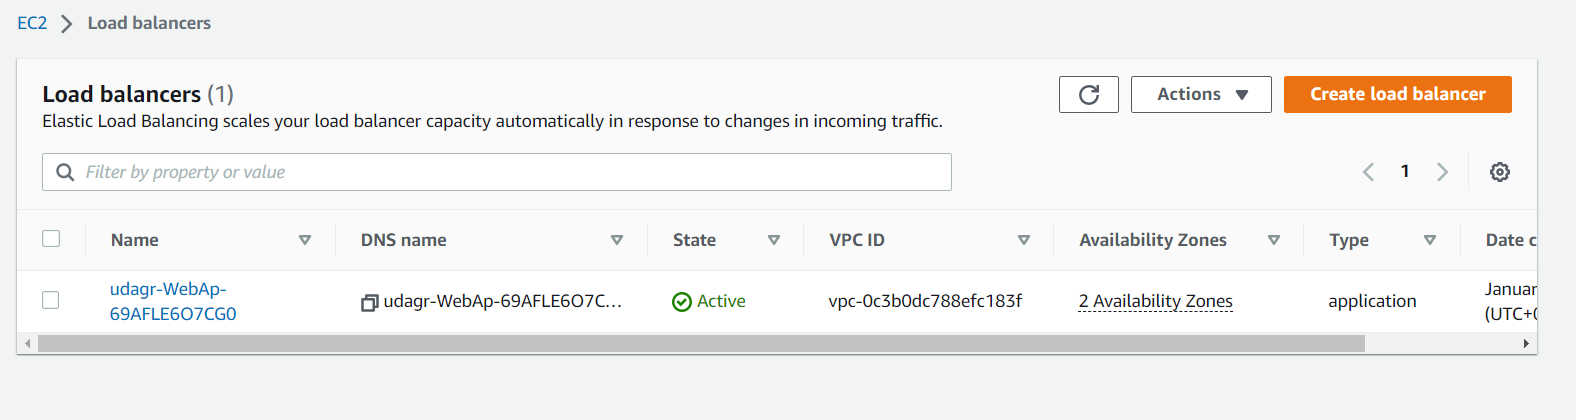 EC2 > Load balancers
Load balancers (1)
Actions
Create load balancer
Elastic Load Balancing scales your load balancer capacity automatically in response to changes in incoming traffic.
Filter by property or value
1
Name DNS name State VPC ID Availability Zones Type Date c
udagr-WebAp-
69AFLE6O7CG0
udagr-WebAp-69AFLE6O7C...
Active
vpc-0c3b0dc788efc183f
2 Availability Zones
application
Januar
(UTC+0